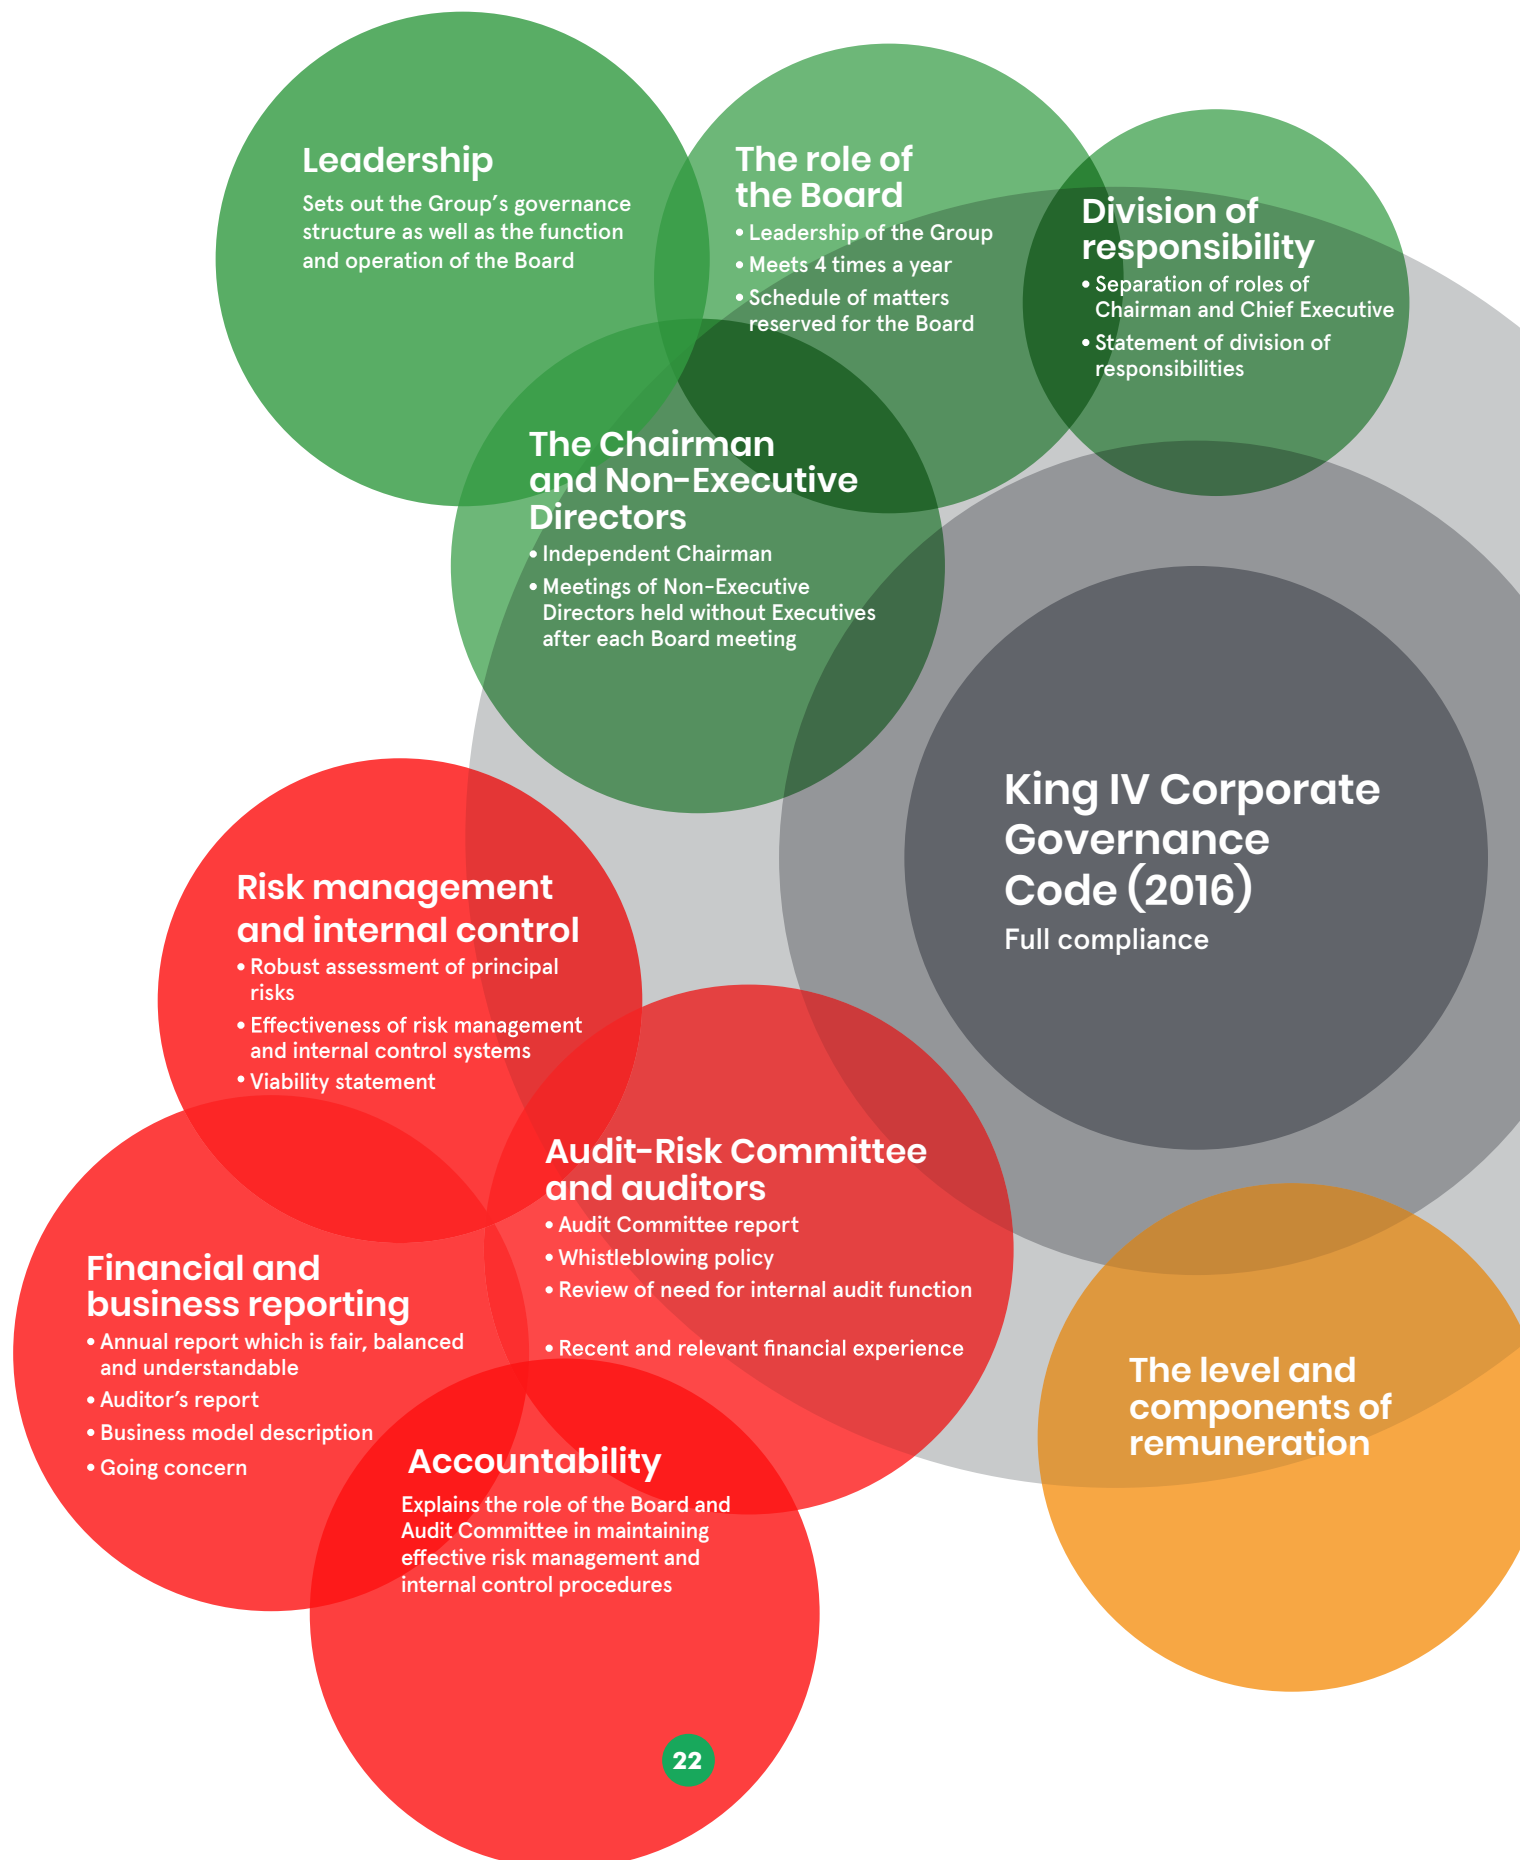 Leadership
Sets out the Group’s governance
structure as well as the function
and operation of the Board
The role of
the Board
• Leadership of the Group
• Meets 4 times a year
• Schedule of matters
reserved for the Board
Division of
responsibility
• Separation of roles of
Chairman and Chief Executive
• Statement of division of
responsibilities
The Chairman
and Non-Executive
Directors
• Independent Chairman
• Meetings of Non-Executive
Directors held without Executives
after each Board meeting
King IV Corporate
Governance
Code (2016)
Full compliance
Risk management
and internal control
• Robust assessment of principal
risks
• Effectiveness of risk management
and internal control systems
• Viability statement
Audit-Risk Committee
and auditors
• Audit Committee report
• Whistleblowing policy
• Review of need for internal audit function
• Recent and relevant financial experience
Financial and
business reporting
• Annual report which is fair, balanced
and understandable
• Auditor’s report
• Business model description
• Going concern
The level and
components of
remuneration
Accountability
Explains the role of the Board and
Audit Committee in maintaining
effective risk management and
internal control procedures
22